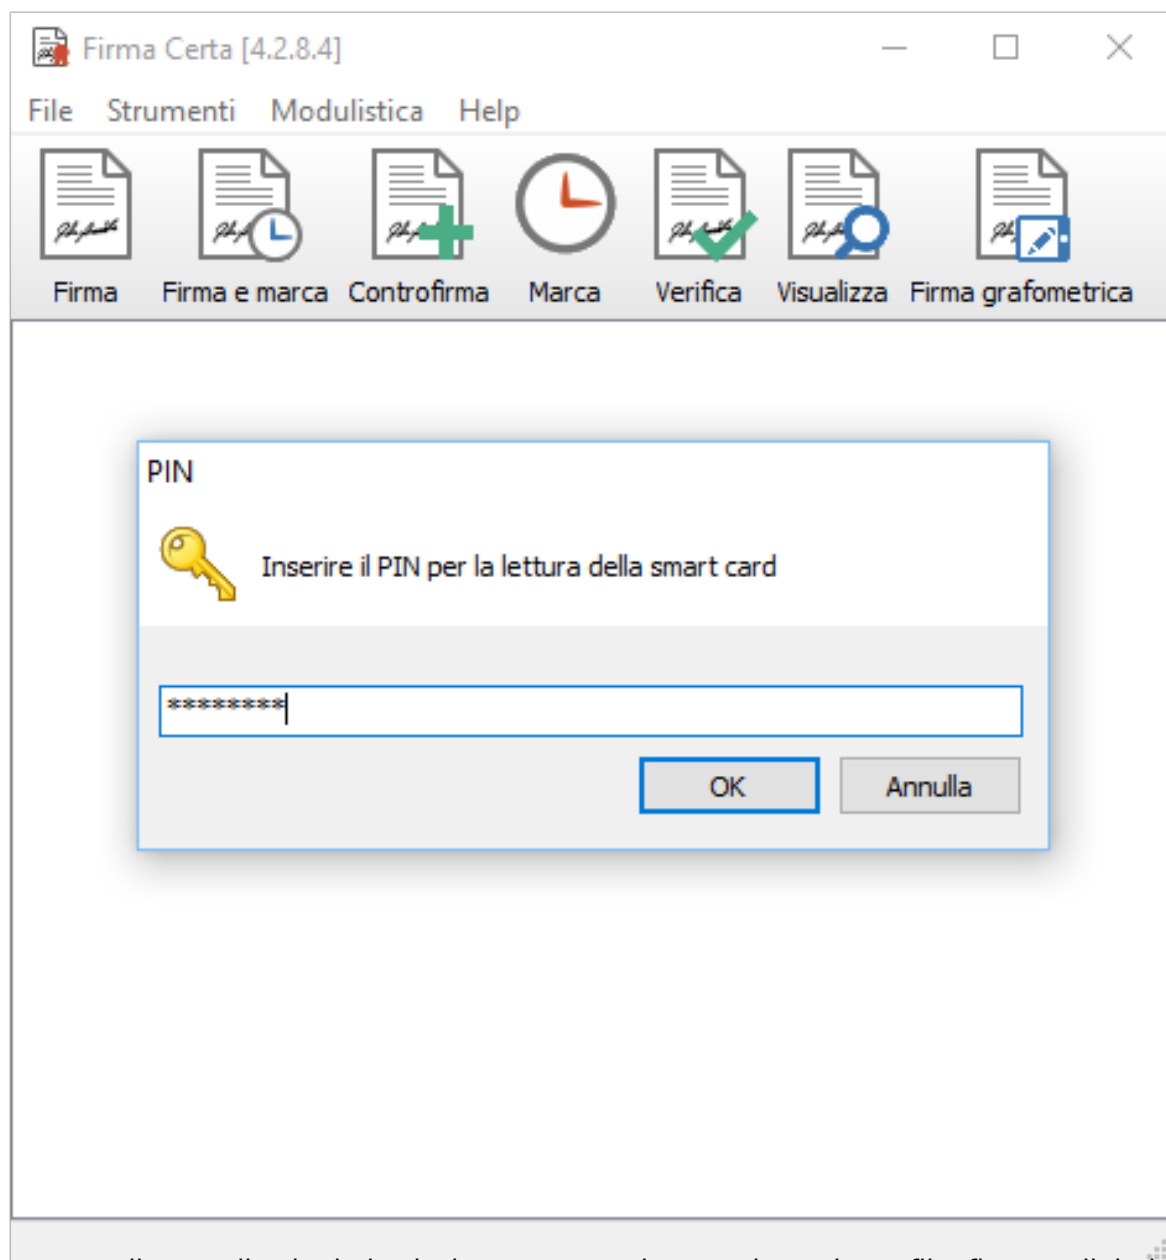 Firma Certa [4.2.8.4]
File Strumenti Modulistica Help
Firma Firma e marca Controfirma Marca Verifica Visualizza Firma grafometrica
PIN
Inserire il PIN per la lettura della smart card
********
OK Annulla